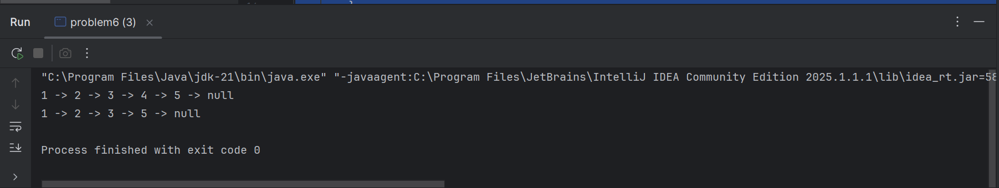 Run problem6 (3)
"C:\Program Files\Java\jdk-21\bin\java.exe" "-javaagent:C:\Program Files\JetBrains\IntelliJ IDEA Community Edition 2025.1.1.1\lib\idea_rt.jar=58
1 -> 2 -> 3 -> 4 -> 5 -> null
1 -> 2 -> 3 -> 5 -> null
Process finished with exit code 0